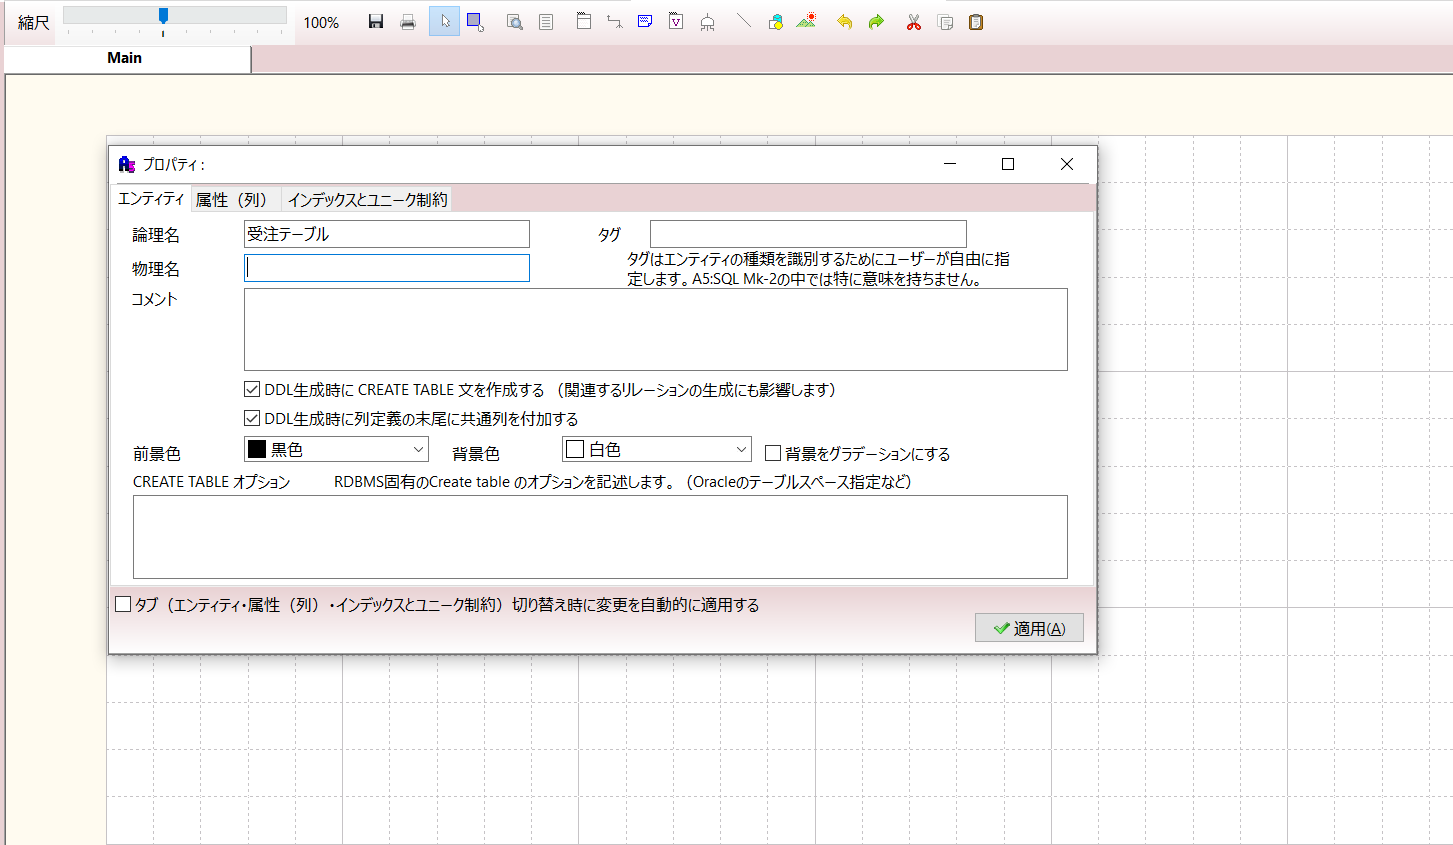 縮尺
100%
Main
プロパティ:
エンティティ 属性（列） インデックスとユニーク制約
論理名 受注テーブル タグ
物理名 タグはエンティティの種類を識別するためにユーザーが自由に指
定します。A5:SQL Mk-2の中では特に意味を持ちません。
コメント
DDL生成時に CREATE TABLE 文を作成する （関連するリレーションの生成にも影響します）
DDL生成時に列定義の末尾に共通列を付加する
前景色 黒色 背景色 白色 背景をグラデーションにする
CREATE TABLE オプション RDBMS固有のCreate table のオプションを記述します。（Oracleのテーブルスペース指定など）
タブ（エンティティ・属性（列）・インデックスとユニーク制約）切り替え時に変更を自動的に適用する
適用(A)